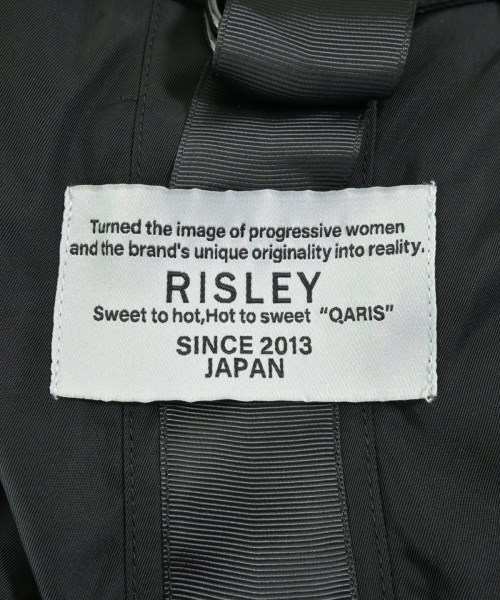 Turned the image of progressive women
and the brand's unique originality into reality.
RISLEY
Sweet to hot,Hot to sweet “QARIS”
SINCE 2013
JAPAN